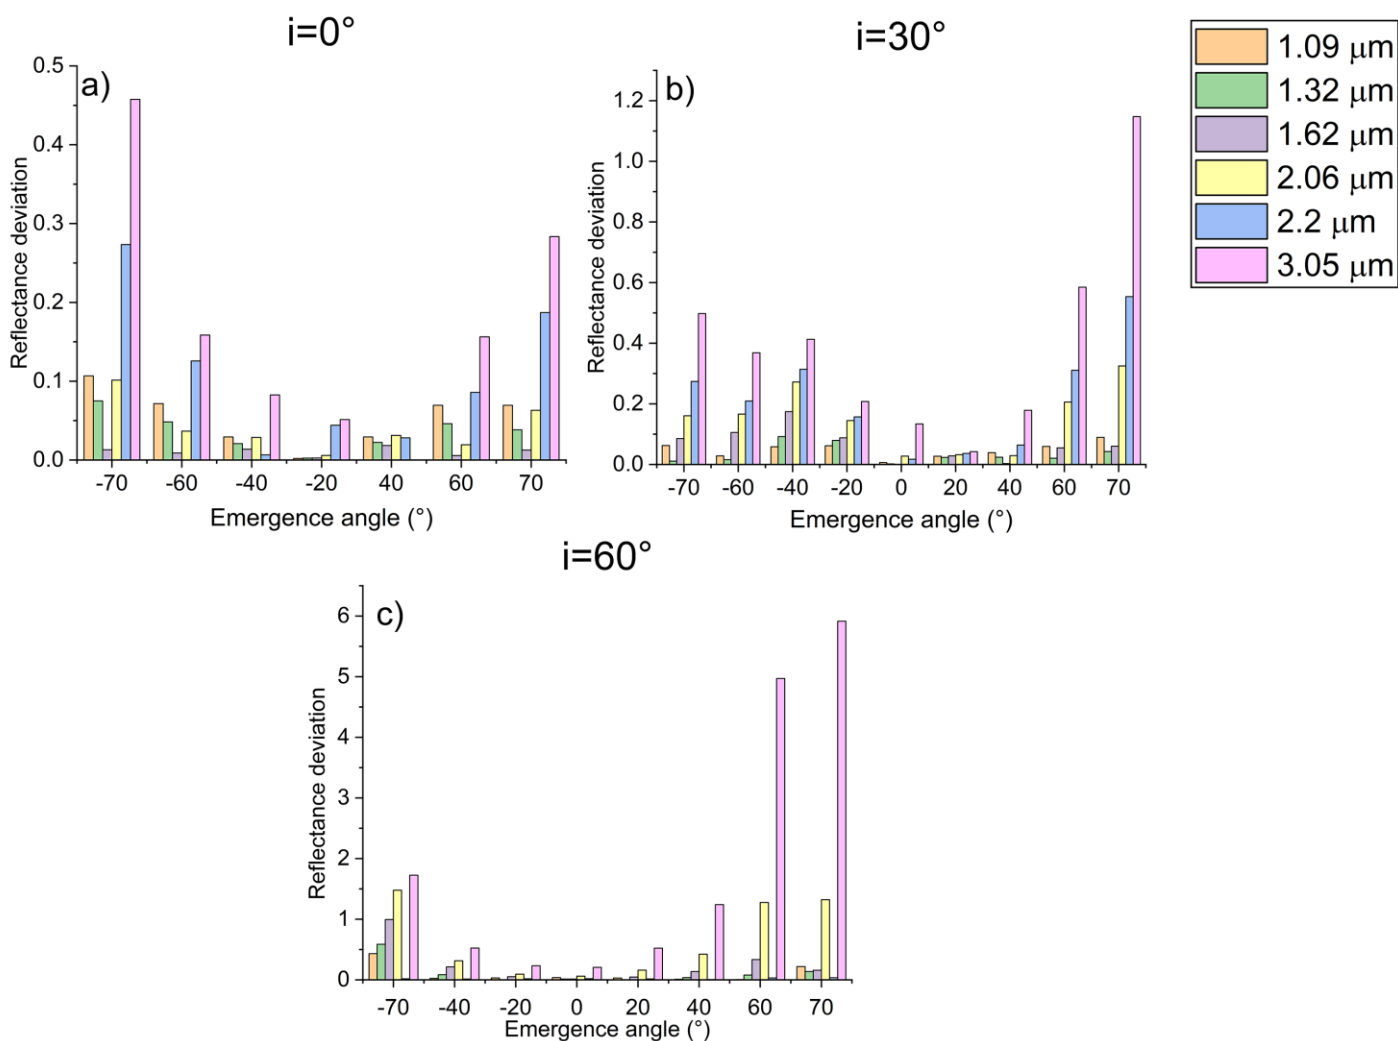 i=0°
a)
0.5
0.4
0.3
0.2
0.1
0.0
Reflectance deviation
-70 -60 -40 -20 40 60 70
Emergence angle (°)
i=30°
b)
1.2
1.0
0.8
0.6
0.4
0.2
0.0
Reflectance deviation
-70 -60 -40 -20 0 20 40 60 70
Emergence angle (°)
1.09 μm
1.32 μm
1.62 μm
2.06 μm
2.2 μm
3.05 μm
i=60°
c)
6
5
4
3
2
1
0
Reflectance deviation
-70 -40 -20 0 20 40 60 70
Emergence angle (°)